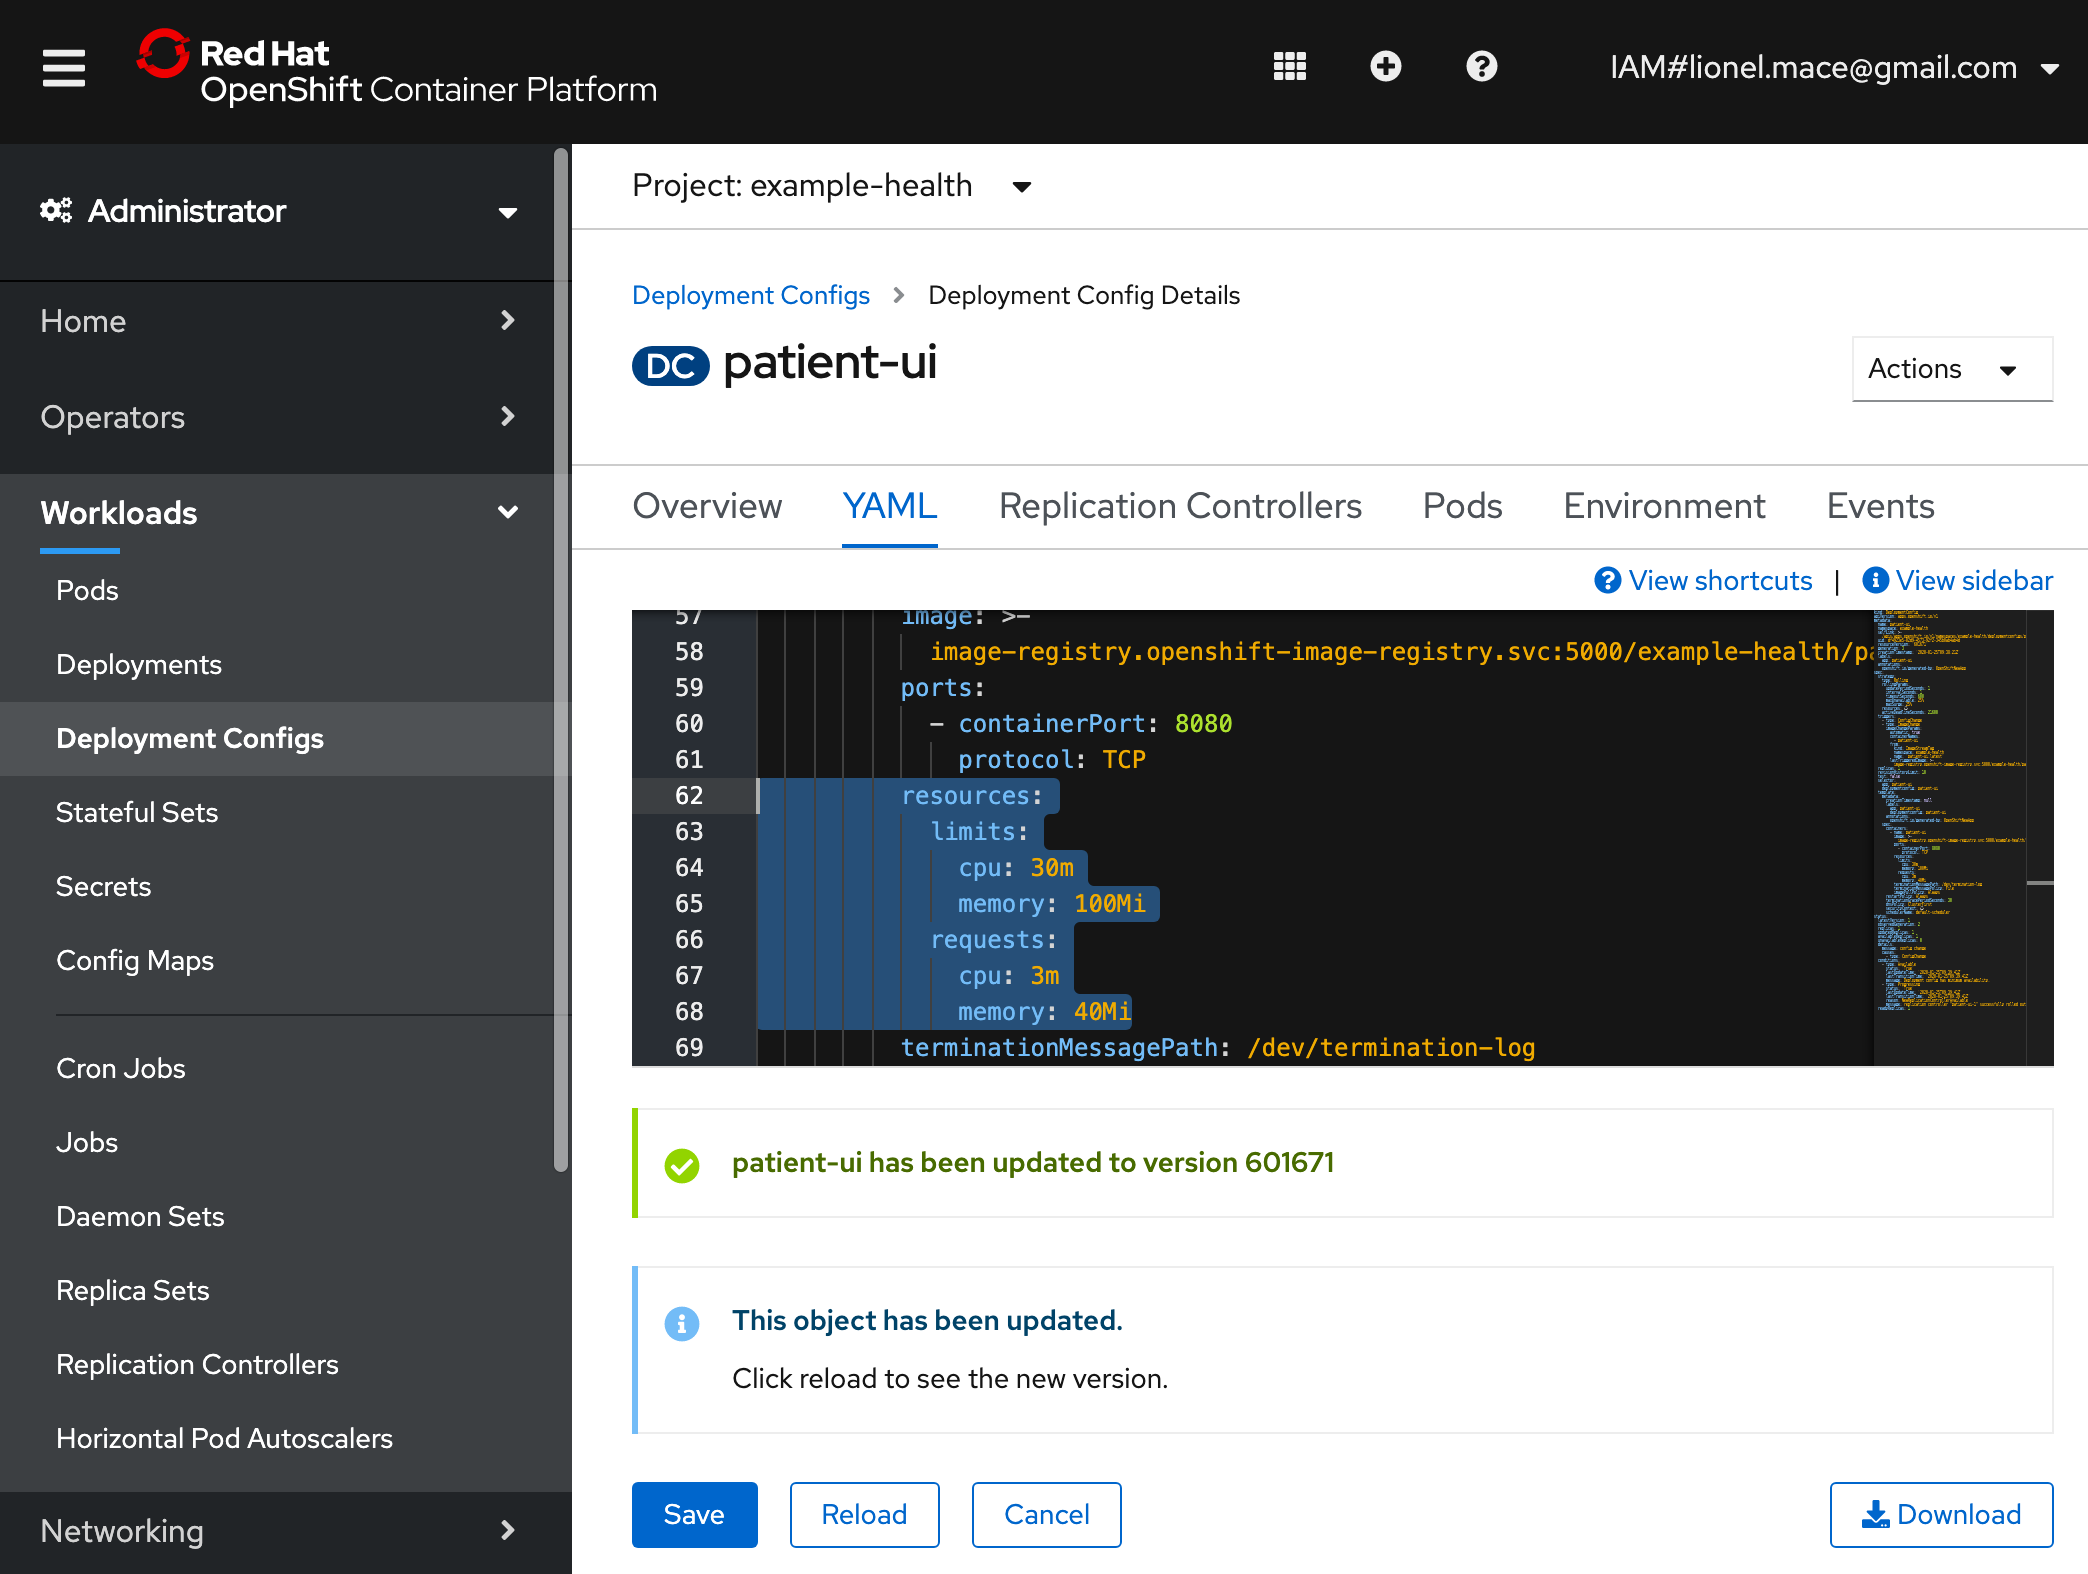 Red Hat
OpenShift Container Platform
IAM#lionel.mace@gmail.com
Administrator
Home
Operators
Workloads
Pods
Deployments
Deployment Configs
Stateful Sets
Secrets
Config Maps
Cron Jobs
Jobs
Daemon Sets
Replica Sets
Replication Controllers
Horizontal Pod Autoscalers
Networking
Project: example-health
Deployment Configs > Deployment Config Details
DC patient-ui
Actions
Overview YAML Replication Controllers Pods Environment Events
View shortcuts | View sidebar
57 image: >-
58 image-registry.openshift-image-registry.svc:5000/example-health/pa
59 ports:
60 - containerPort: 8080
61 protocol: TCP
62 resources:
63 limits:
64 cpu: 30m
65 memory: 100Mi
66 requests:
67 cpu: 3m
68 memory: 40Mi
69 terminationMessagePath: /dev/termination-log
patient-ui has been updated to version 601671
This object has been updated.
Click reload to see the new version.
Save Reload Cancel Download